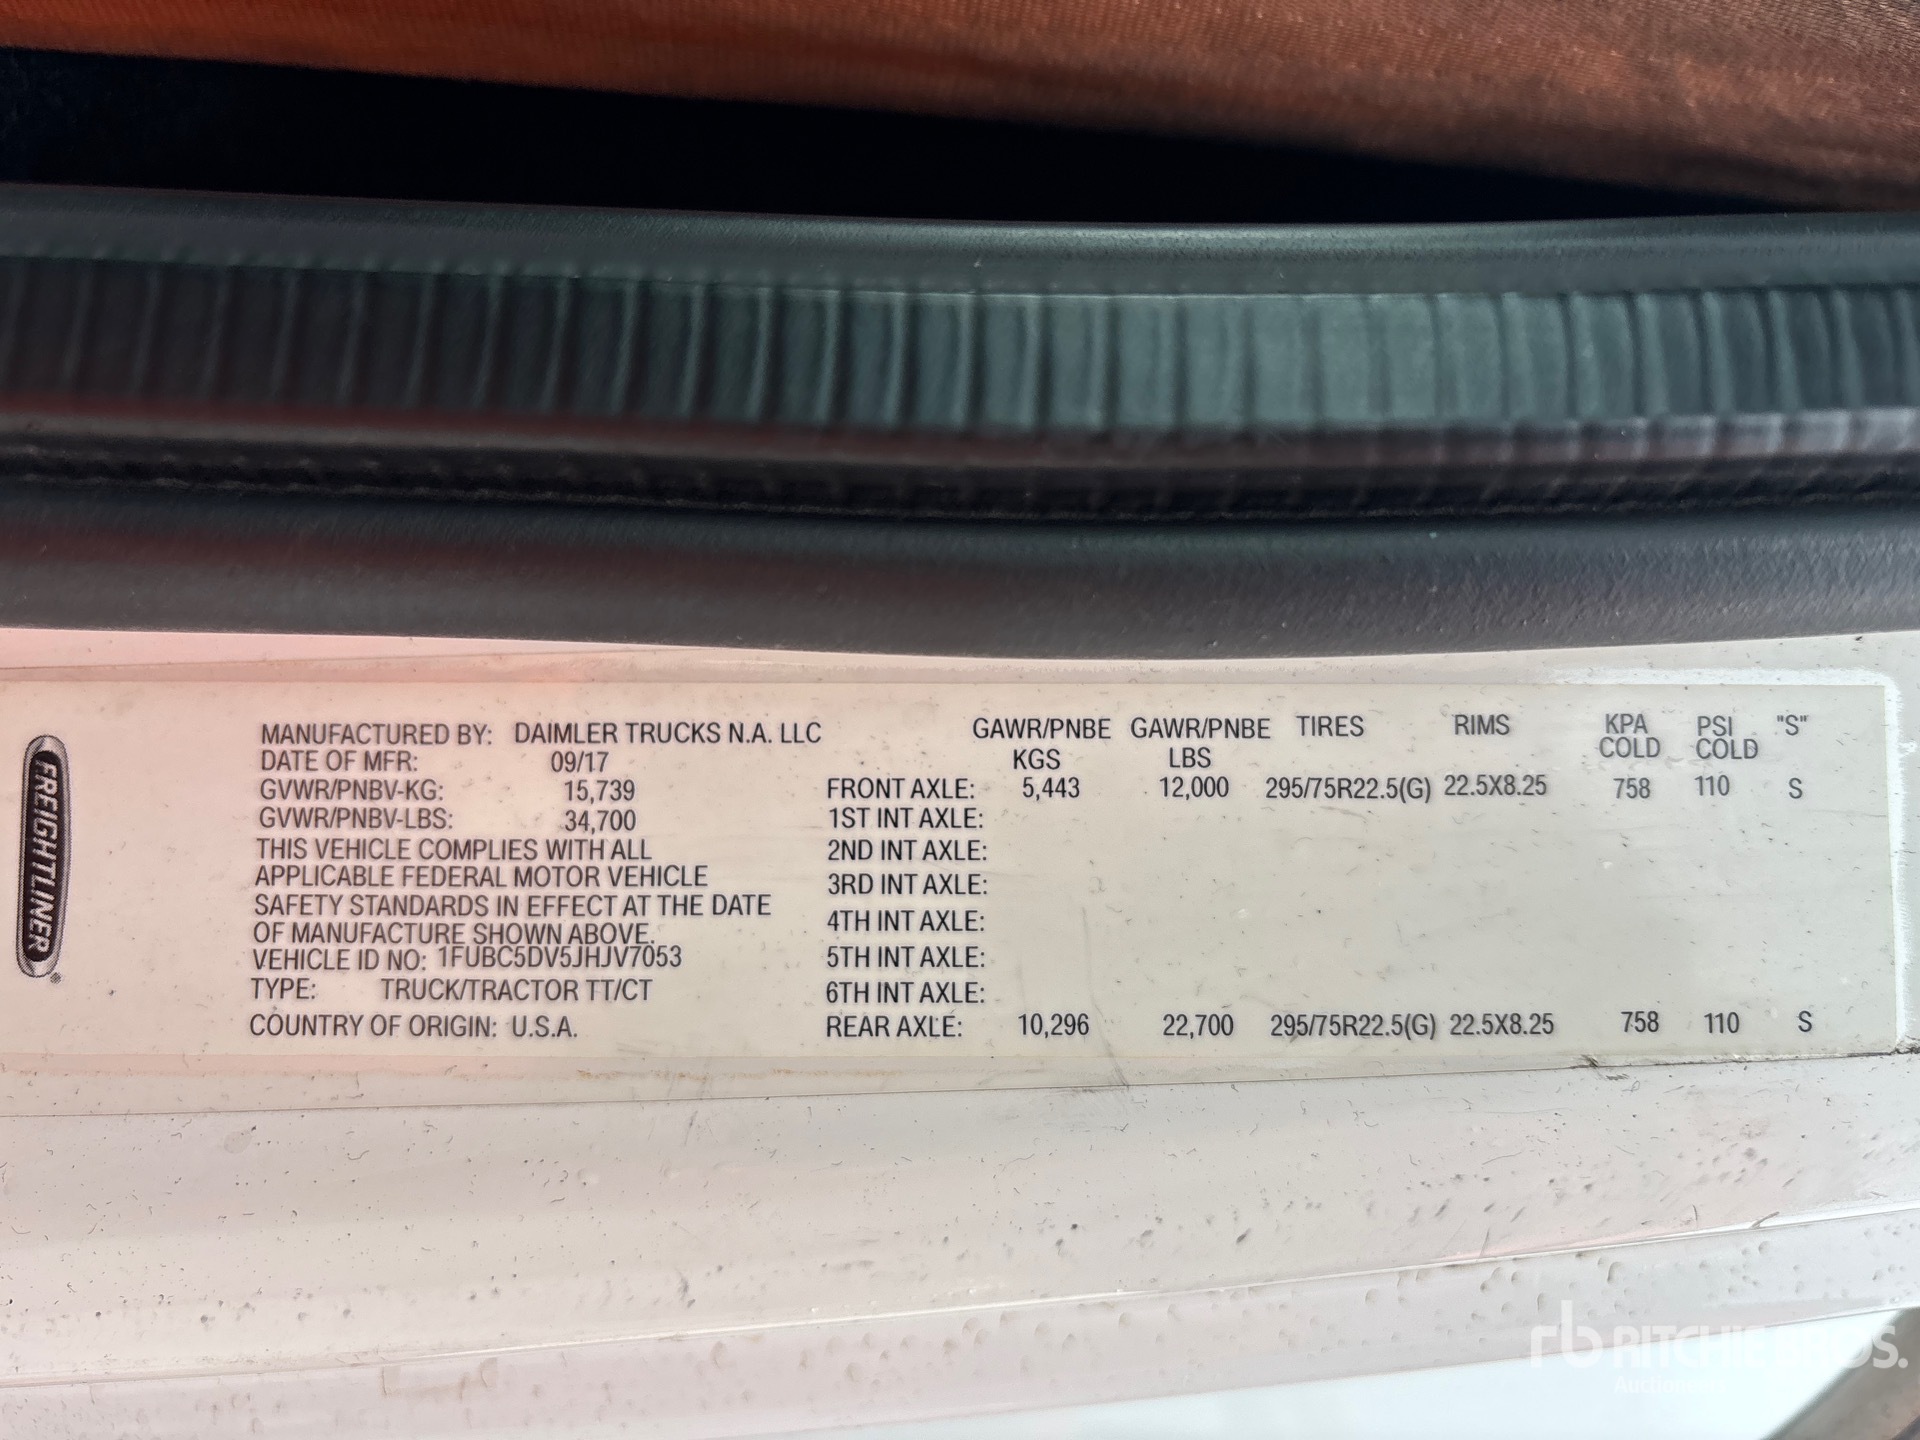 FREIGHTLINER®
MANUFACTURED BY: DAIMLER TRUCKS N.A. LLC
DATE OF MFR: 09/17
GVWR/PNBV-KG: 15,739
GVWR/PNBV-LBS: 34,700
THIS VEHICLE COMPLIES WITH ALL
APPLICABLE FEDERAL MOTOR VEHICLE
SAFETY STANDARDS IN EFFECT AT THE DATE
OF MANUFACTURE SHOWN ABOVE.
VEHICLE ID NO: 1FUBC5DV5JHJV7053
TYPE: TRUCK/TRACTOR TT/CT
COUNTRY OF ORIGIN: U.S.A.
GAWR/PNBE GAWR/PNBE TIRES RIMS KPA PSI "S"
KGS LBS COLD COLD
FRONT AXLE: 5,443 12,000 295/75R22.5(G) 22.5X8.25 758 110 S
1ST INT AXLE:
2ND INT AXLE:
3RD INT AXLE:
4TH INT AXLE:
5TH INT AXLE:
6TH INT AXLE:
REAR AXLE: 10,296 22,700 295/75R22.5(G) 22.5X8.25 758 110 S
rb RITCHIE BROS.